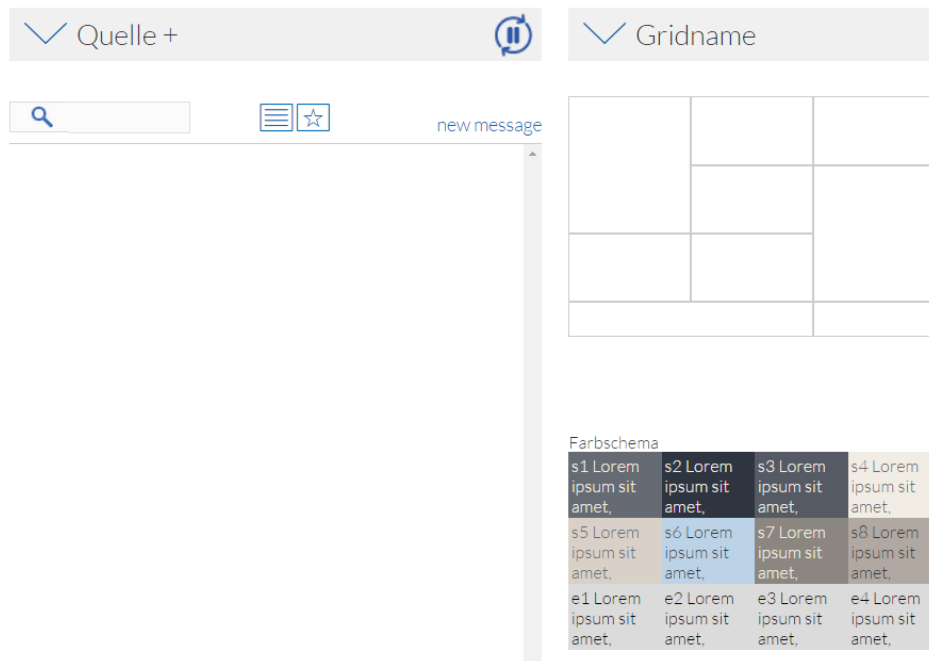 Quelle +
Gridname
new message
Farbschema
s1 Lorem
ipsum sit
amet,
s2 Lorem
ipsum sit
amet,
s3 Lorem
ipsum sit
amet,
s4 Lorem
ipsum sit
amet,
s5 Lorem
ipsum sit
amet,
s6 Lorem
ipsum sit
amet,
s7 Lorem
ipsum sit
amet,
s8 Lorem
ipsum sit
amet,
e1 Lorem
ipsum sit
amet,
e2 Lorem
ipsum sit
amet,
e3 Lorem
ipsum sit
amet,
e4 Lorem
ipsum sit
amet,